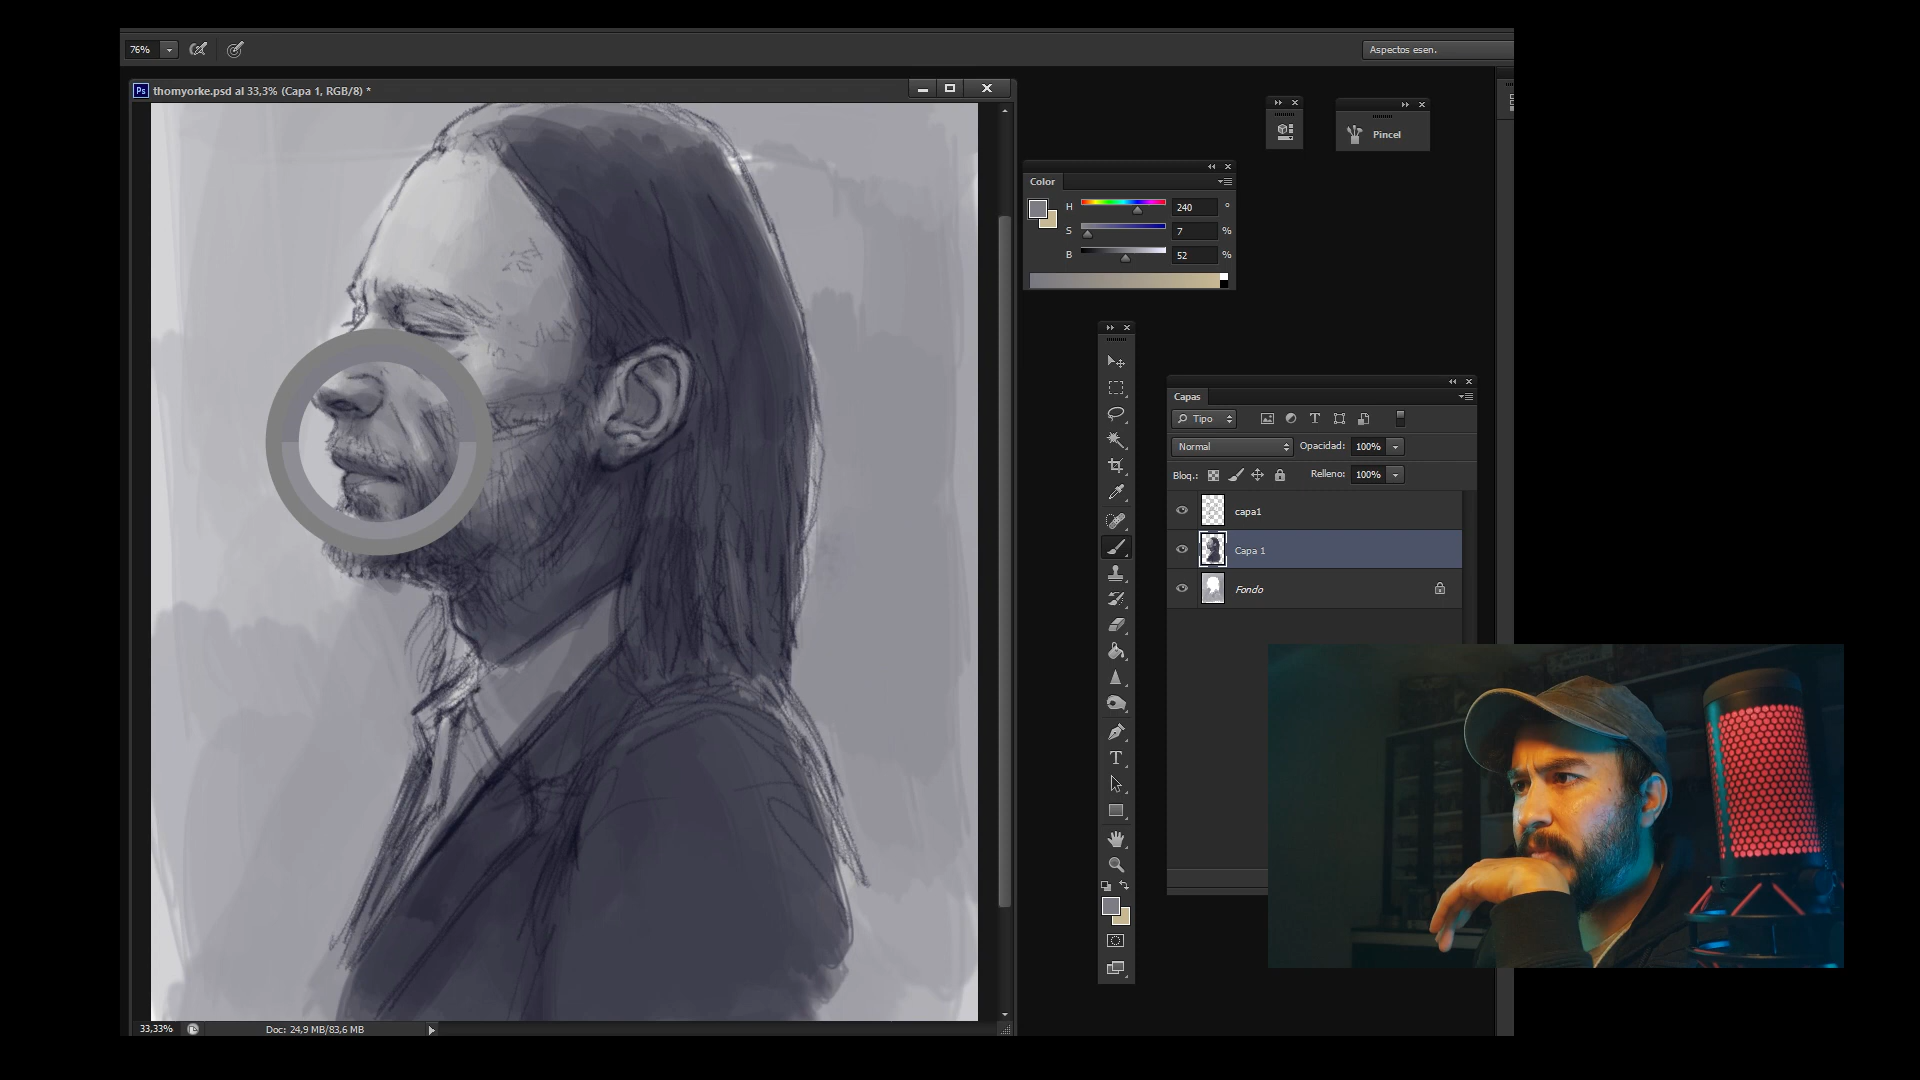 76%
Aspectos esen.
Ps thomyorke.psd al 33,3% (Capa 1, RGB/8) *
Pincel
Color
H 240 °
S 7 %
B 52 %
Capas
Tipo
T
Normal Opacidad: 100%
Bloq.: Relleno: 100%
capa1
Capa 1
Fondo
T
33,33% Doc: 24,9 MB/83,6 MB